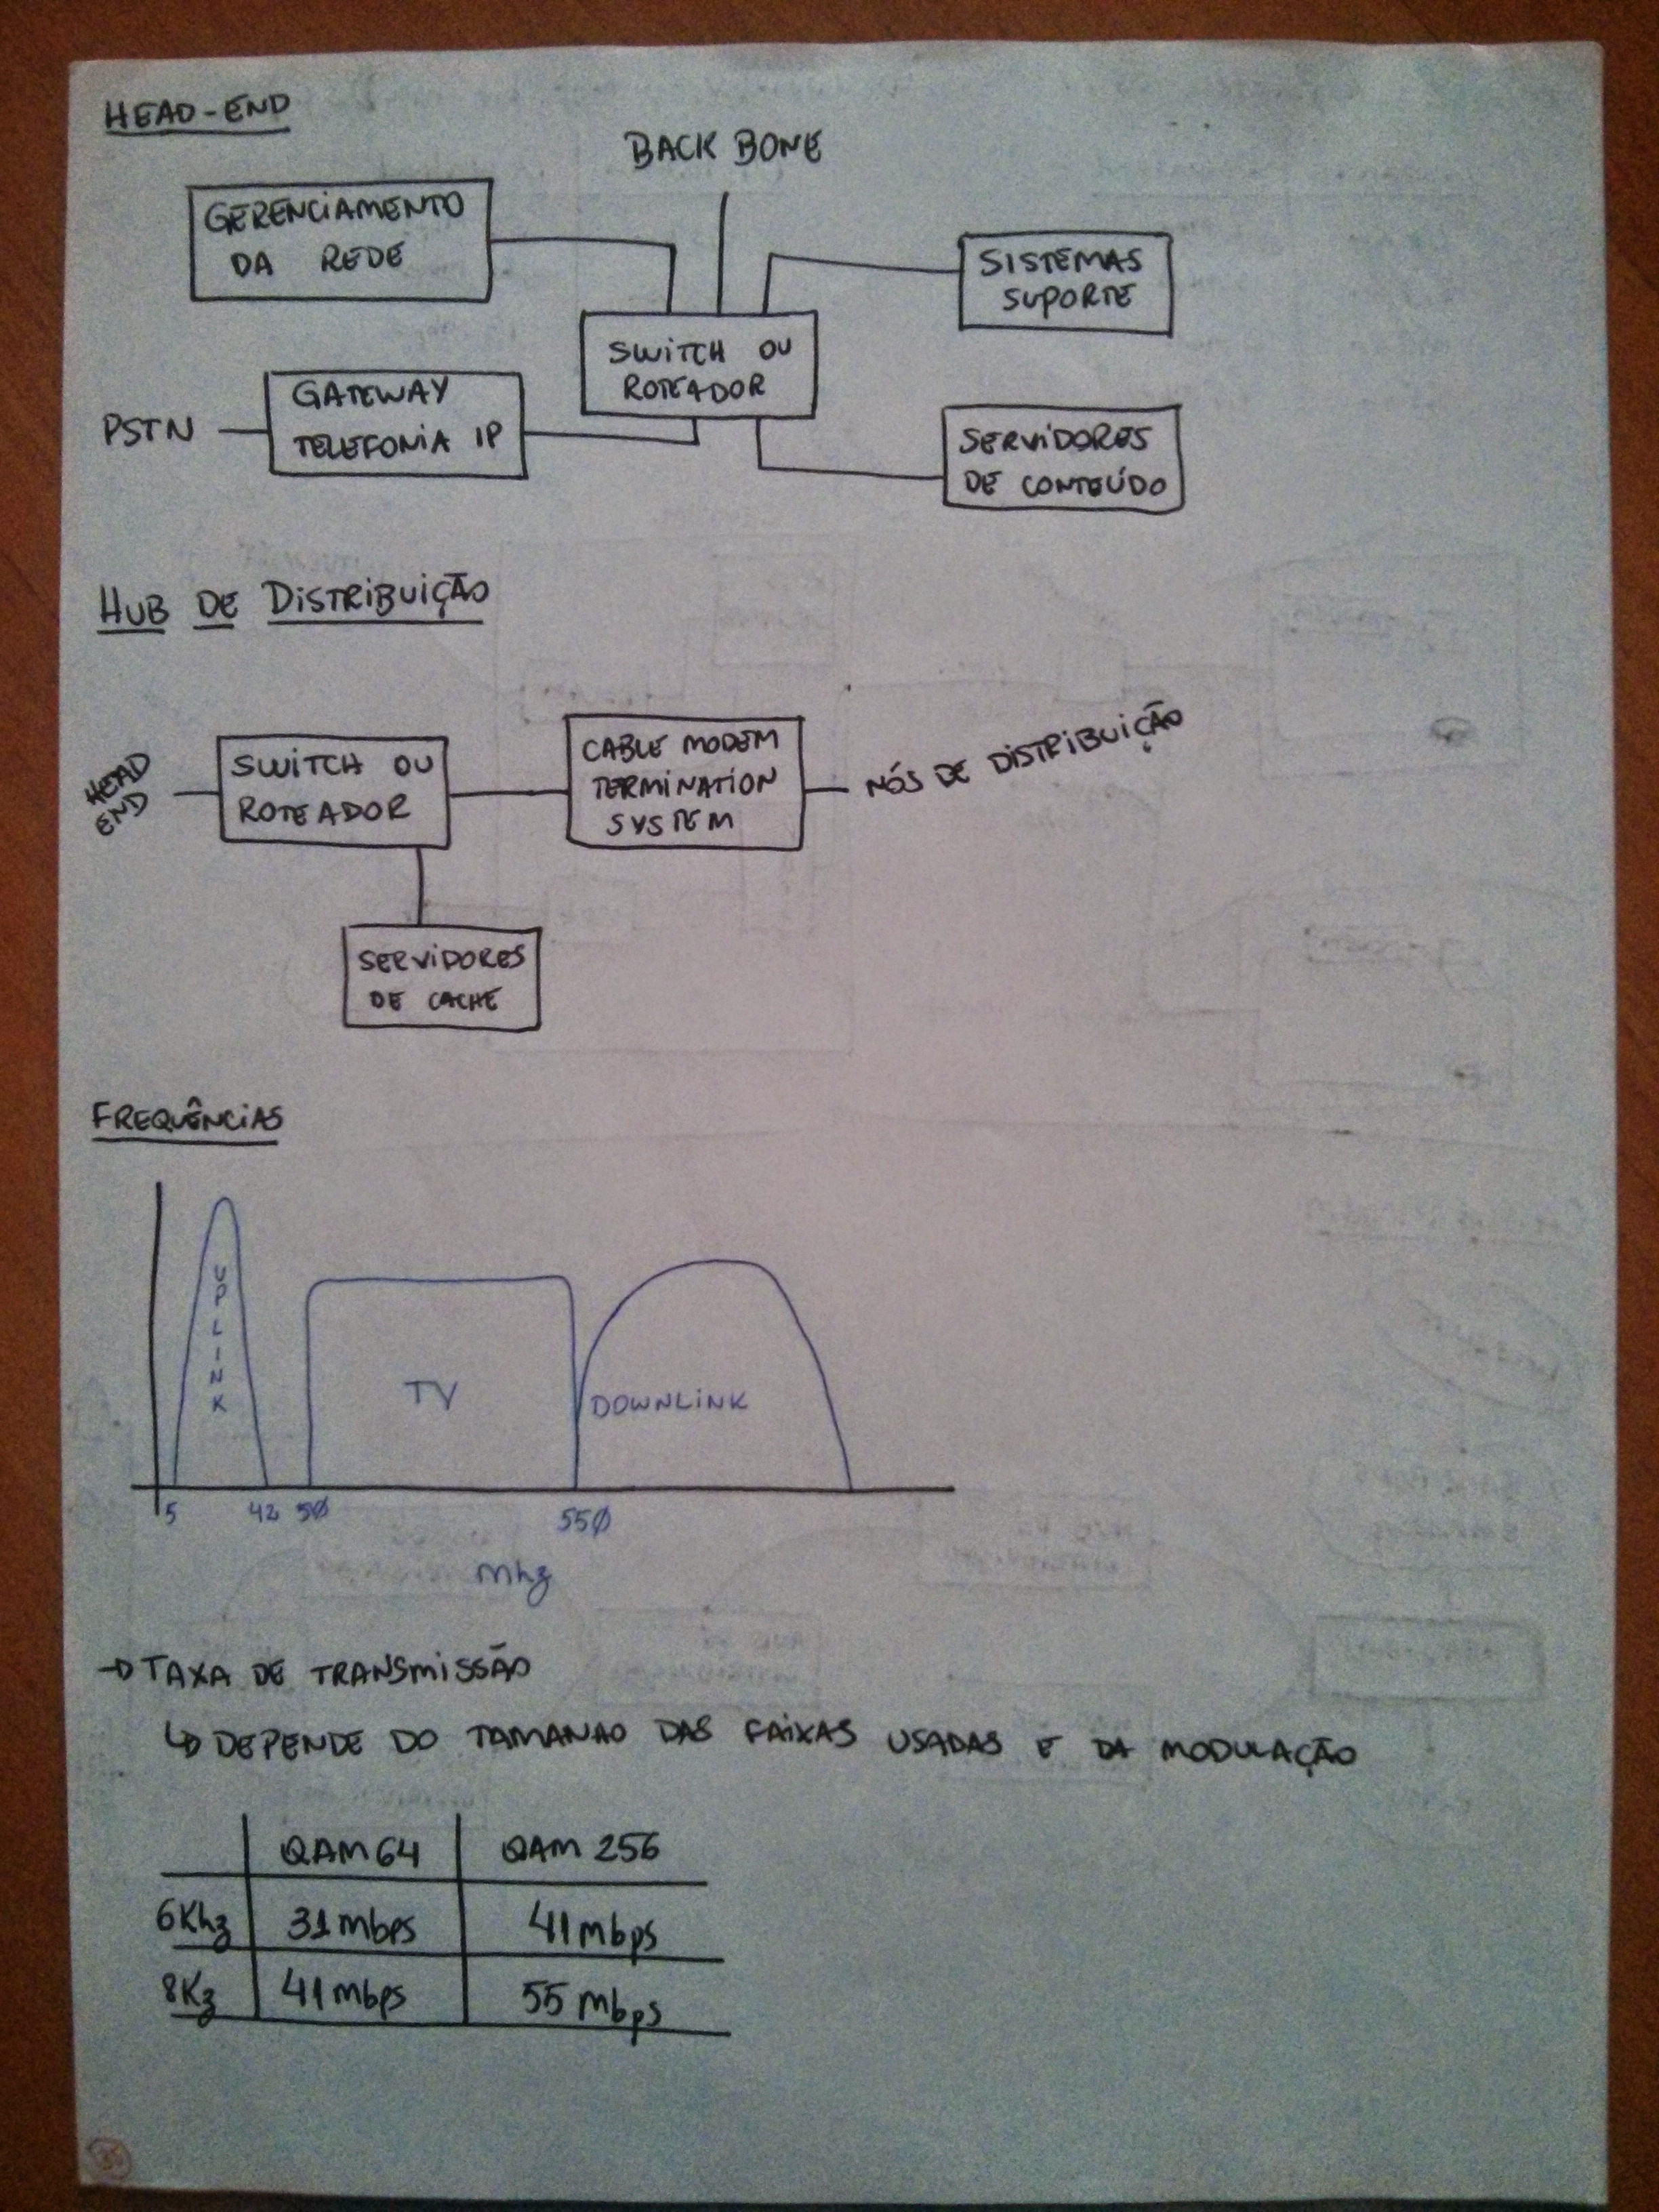 HEAD-END
BACK BONE
GERENCIAMENTO
DA REDE
SISTEMAS
SUPORTE
SWITCH OU
ROTEADOR
PSTN
GATEWAY
TELEFONIA IP
SERVIDORES
DE CONTEÚDO
HUB DE DISTRIBUIÇÃO
HEAD
END
SWITCH OU
ROTEADOR
CABLE MODEM
TERMINATION
SYSTEM
NÓS DE DISTRIBUIÇÃO
SERVIDORES
DE CACHE
FREQUÊNCIAS
UPLINK
TV
DOWNLINK
5 42 50 550
mhz
→ TAXA DE TRANSMISSÃO
↳ DEPENDE DO TAMANHO DAS FAIXAS USADAS E DA MODULAÇÃO
QAM 64 QAM 256
6Khz 31 mbps 41 mbps
8Kz 41 mbps 55 mbps